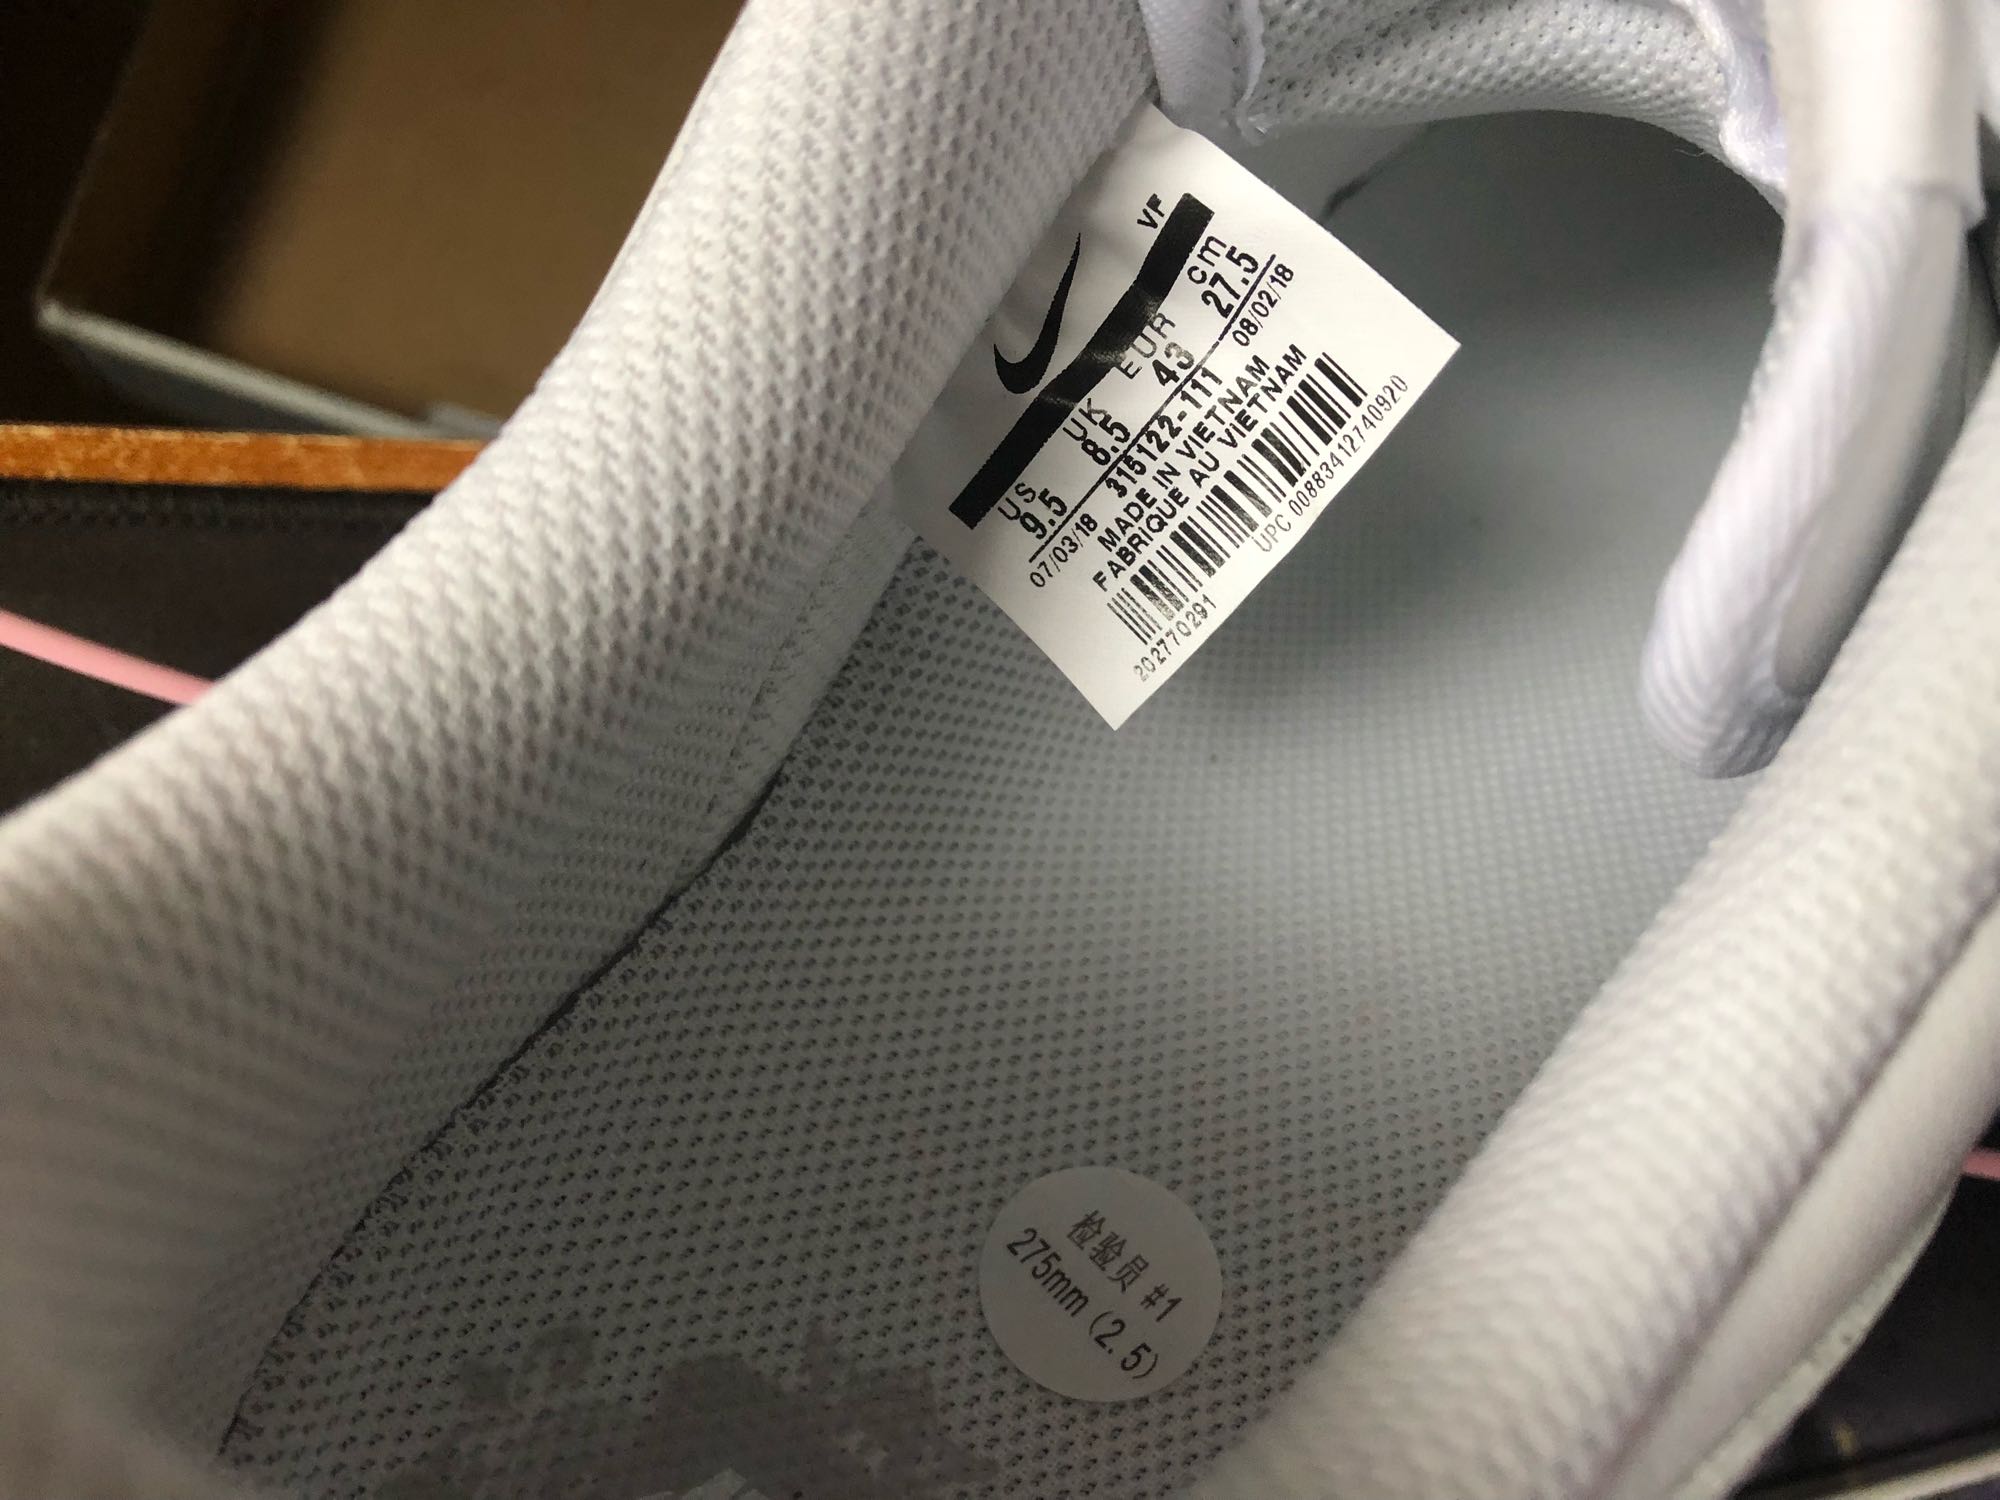 VF
US UK EUR cm
9.5 8.5 43 27.5
07/03/18 315122-111 08/02/18
MADE IN VIETNAM
FABRIQUE AU VIETNAM
2027770291 UPC 00883412740920
检验员 #1
275mm (2.5)